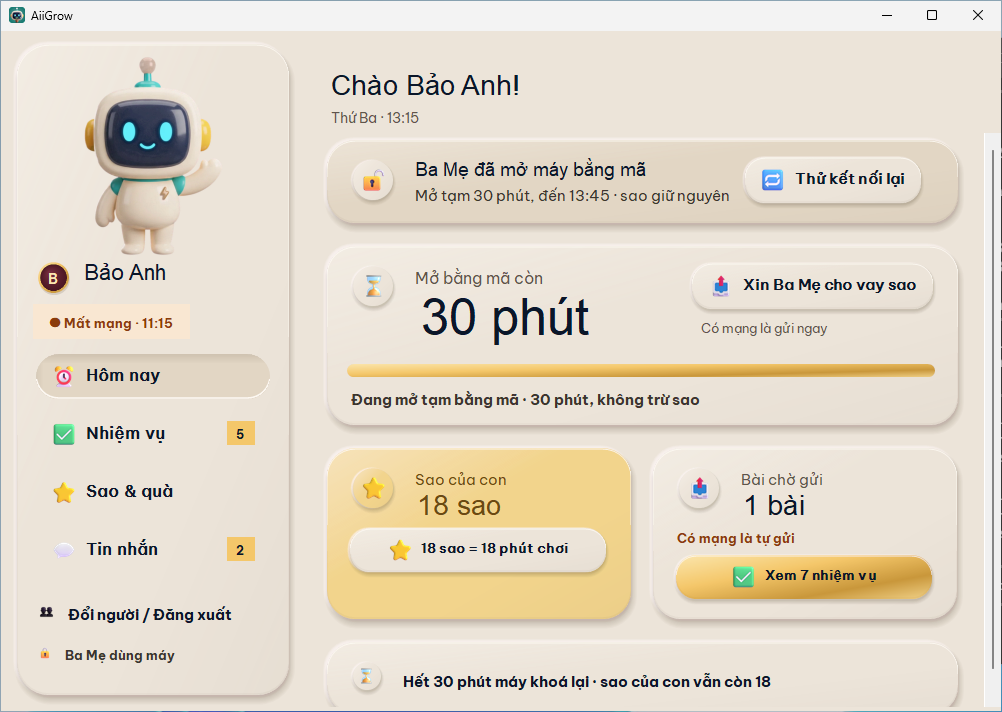 AiiGrow
Bảo Anh
B
Mất mạng · 11:15
Hôm nay
Nhiệm vụ
5
Sao & quà
Tin nhắn
2
Đổi người / Đăng xuất
Ba Mẹ dùng máy
Chào Bảo Anh!
Thứ Ba · 13:15
Ba Mẹ đã mở máy bằng mã
Mở tạm 30 phút, đến 13:45 · sao giữ nguyên
Thử kết nối lại
Mở bằng mã còn
30 phút
Xin Ba Mẹ cho vay sao
Có mạng là gửi ngay
Đang mở tạm bằng mã · 30 phút, không trừ sao
Sao của con
18 sao
18 sao = 18 phút chơi
Bài chờ gửi
1 bài
Có mạng là tự gửi
Xem 7 nhiệm vụ
Hết 30 phút máy khoá lại · sao của con vẫn còn 18